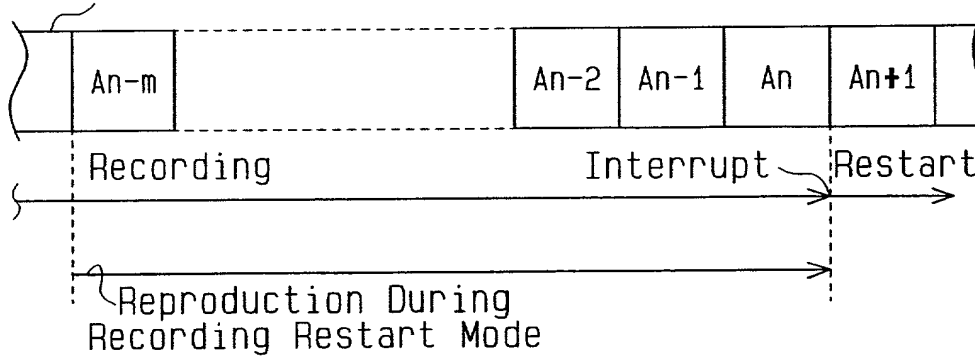 An-m An-2 An-1 An An+1
Recording Interrupt Restart
Reproduction During
Recording Restart Mode